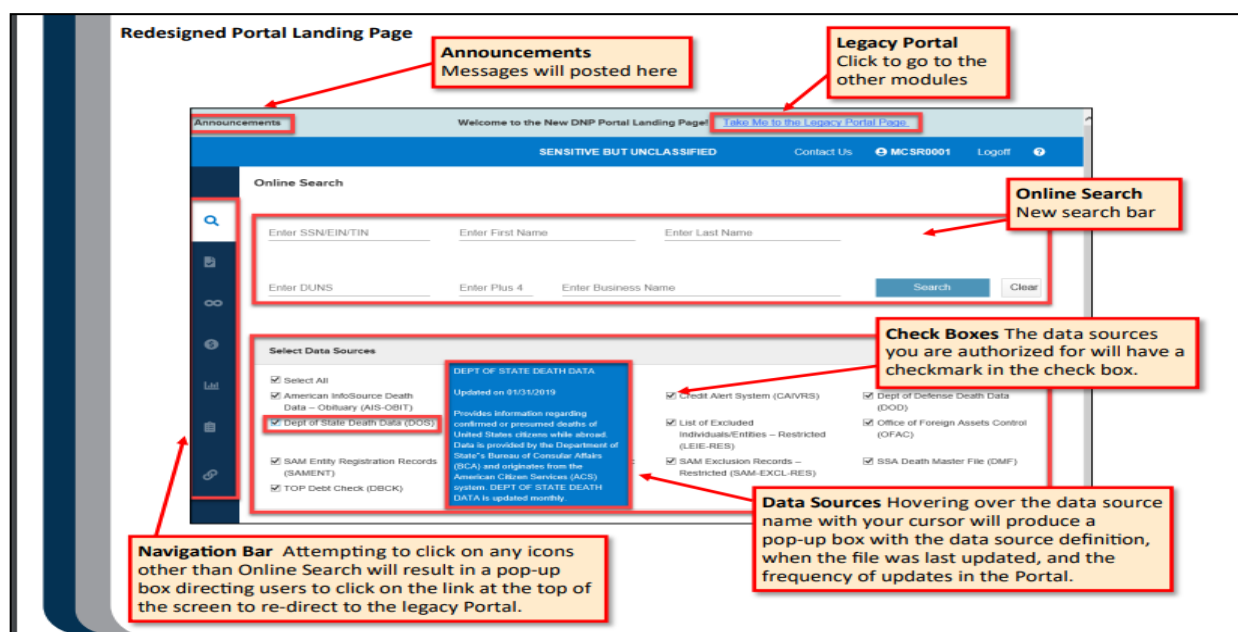 Redesigned Portal Landing Page
Announcements
Messages will posted here
Legacy Portal
Click to go to the
other modules
Announcements
Welcome to the New DNP Portal Landing Page!
Take Me to the Legacy Portal Page
SENSITIVE BUT UNCLASSIFIED
Contact Us
MCSR0001
Logoff
?
Online Search
Online Search
New search bar
Enter SSN/EIN/TIN
Enter First Name
Enter Last Name
Enter DUNS
Enter Plus 4
Enter Business Name
Search
Clear
Check Boxes The data sources
you are authorized for will have a
checkmark in the check box.
Select Data Sources
Select All
American InfoSource Death
Data – Obituary (AIS-OBIT)
Dept of State Death Data (DOS)
SAM Entity Registration Records
(SAMENT)
TOP Debt Check (DBCK)
DEPT OF STATE DEATH DATA
Updated on 01/31/2019
Provides information regarding
confirmed or presumed deaths of
United States citizens while abroad.
Data is provided by the Department of
State"s Bureau of Consular Affairs
(BCA) and originates from the
American Citizen Services (ACS)
system. DEPT OF STATE DEATH
DATA is updated monthly.
Credit Alert System (CAIVRS)
List of Excluded
Individuals/Entities – Restricted
(LEIE-RES)
SAM Exclusion Records –
Restricted (SAM-EXCL-RES)
Dept of Defense Death Data
(DOD)
Office of Foreign Assets Control
(OFAC)
SSA Death Master File (DMF)
Data Sources Hovering over the data source
name with your cursor will produce a
pop-up box with the data source definition,
when the file was last updated, and the
frequency of updates in the Portal.
Navigation Bar Attempting to click on any icons
other than Online Search will result in a pop-up
box directing users to click on the link at the top of
the screen to re-direct to the legacy Portal.